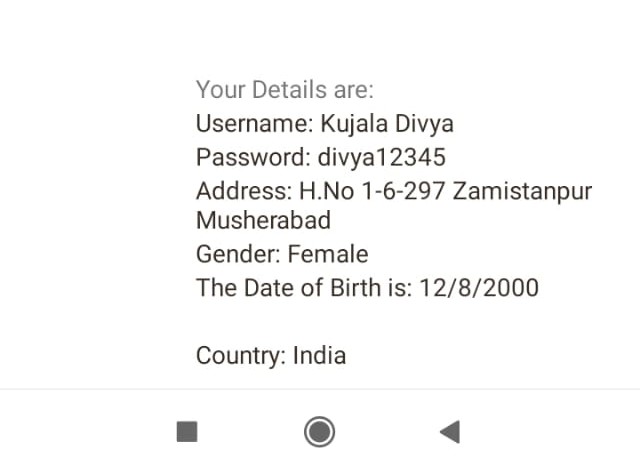 Your Details are:
Username: Kujala Divya
Password: divya12345
Address: H.No 1-6-297 Zamistanpur
Musherabad
Gender: Female
The Date of Birth is: 12/8/2000
Country: India